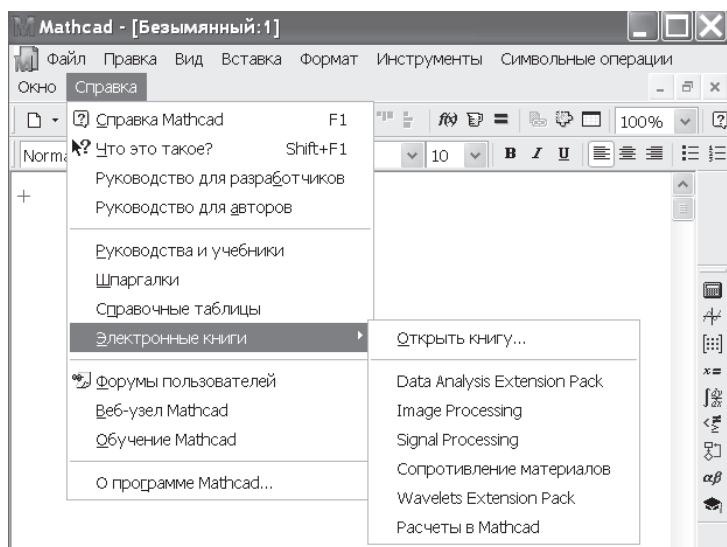 Mathcad - [Безымянный:1]
Файл Правка Вид Вставка Формат Инструменты Символьные операции
Окно Справка
100%
Norma
10 B I U
Справка Mathcad F1
Что это такое? Shift+F1
Руководство для разработчиков
Руководство для авторов
Руководства и учебники
Шпаргалки
Справочные таблицы
Электронные книги
Форумы пользователей
Веб-узел Mathcad
Обучение Mathcad
О программе Mathcad...
Открыть книгу...
Data Analysis Extension Pack
Image Processing
Signal Processing
Сопротивление материалов
Wavelets Extension Pack
Расчеты в Mathcad
x=
αβ